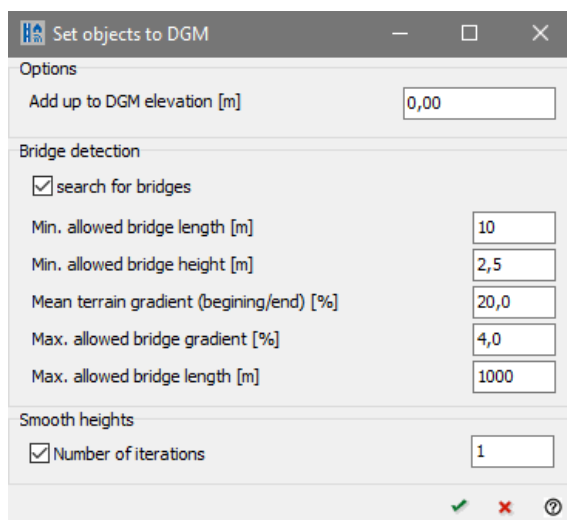 Set objects to DGM
Options
Add up to DGM elevation [m] 0,00
Bridge detection
search for bridges
Min. allowed bridge length [m] 10
Min. allowed bridge height [m] 2,5
Mean terrain gradient (begining/end) [%] 20,0
Max. allowed bridge gradient [%] 4,0
Max. allowed bridge length [m] 1000
Smooth heights
Number of iterations 1